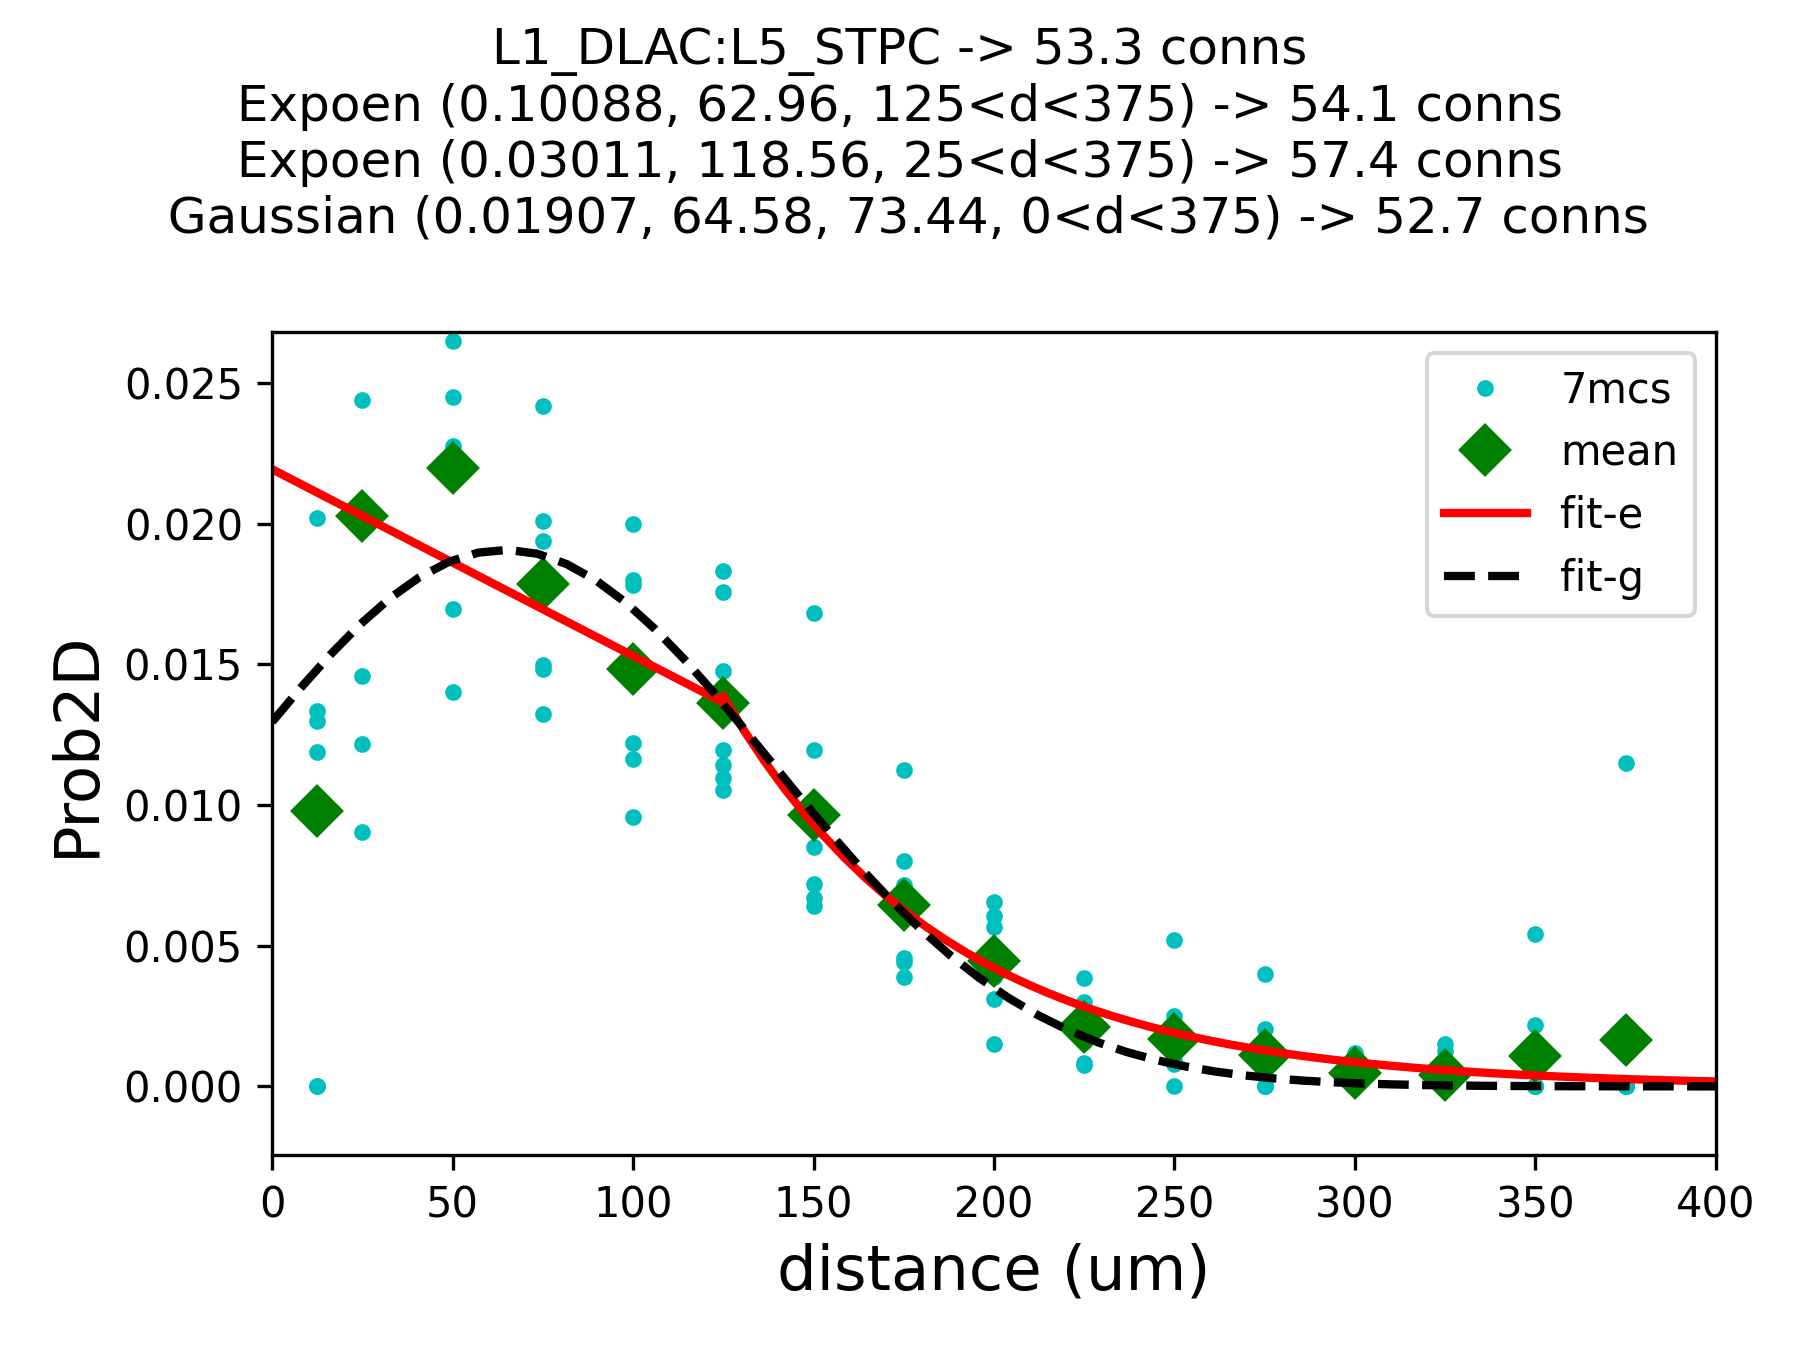 L1_DLAC:L5_STPC -> 53.3 conns
Expoen (0.10088, 62.96, 125<d<375) -> 54.1 conns
Expoen (0.03011, 118.56, 25<d<375) -> 57.4 conns
Gaussian (0.01907, 64.58, 73.44, 0<d<375) -> 52.7 conns
7mcs
mean
fit-e
fit-g
Prob2D
0.025
0.020
0.015
0.010
0.005
0.000
0 50 100 150 200 250 300 350 400
distance (um)